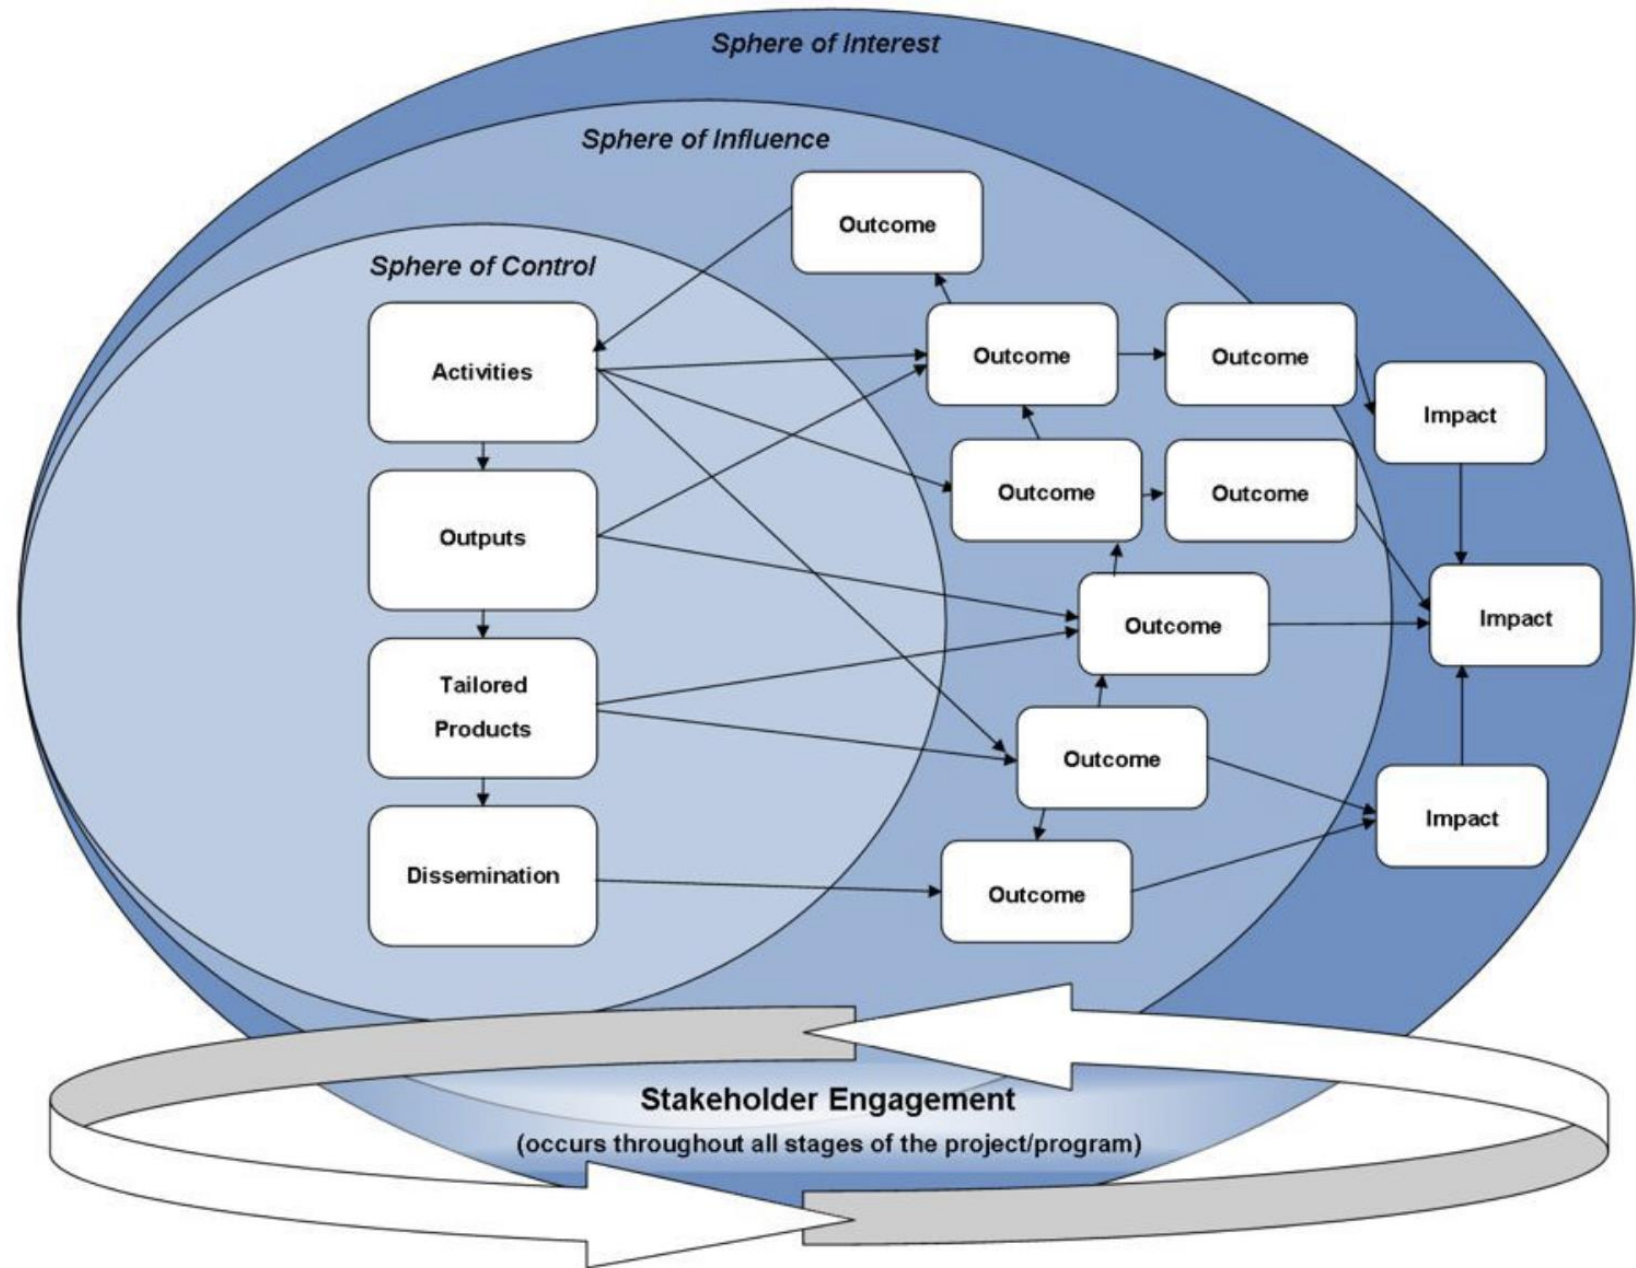 Sphere of Interest
Sphere of Influence
Outcome
Sphere of Control
Activities
Outcome
Outcome
Impact
Outcome
Outcome
Outputs
Outcome
Impact
Tailored
Products
Outcome
Impact
Dissemination
Outcome
Stakeholder Engagement
(occurs throughout all stages of the project/program)